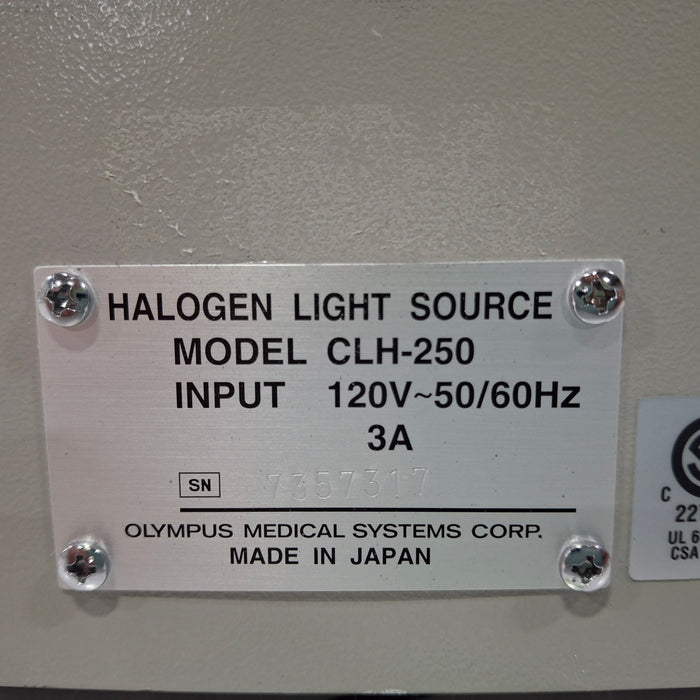 HALOGEN LIGHT SOURCE
MODEL CLH-250
INPUT 120V~50/60Hz
3A
SN 7357317
OLYMPUS MEDICAL SYSTEMS CORP.
MADE IN JAPAN
C
22
UL 6
CSA